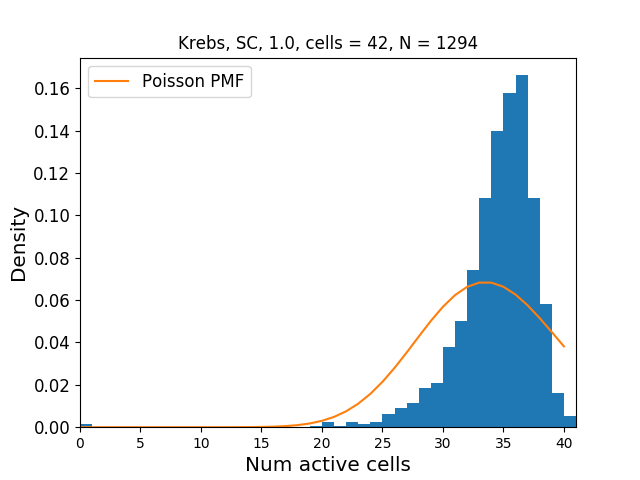 Krebs, SC, 1.0, cells = 42, N = 1294
Poisson PMF
0.16
0.14
0.12
0.10
0.08
0.06
0.04
0.02
0.00
Density
0 5 10 15 20 25 30 35 40
Num active cells